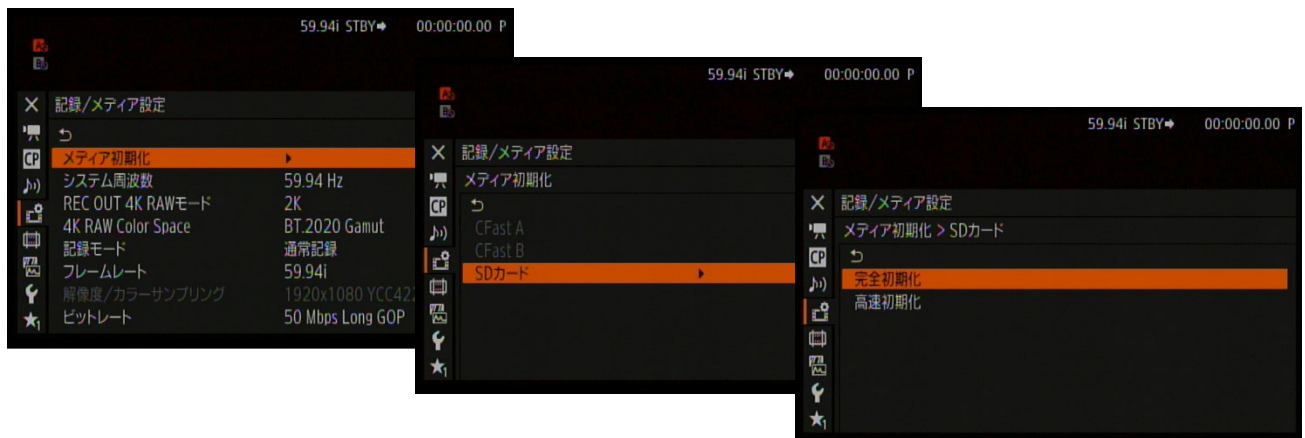 59.94i STBY➡ 00:00:00.00 P
A
B
記録/メディア設定
メディア初期化
システム周波数 59.94 Hz
REC OUT 4K RAWモード 2K
4K RAW Color Space BT.2020 Gamut
CP
記録モード 通常記録
フレームレート 59.94i
解像度/カラーサンプリング 1920x1080 YCC422
ビットレート 50 Mbps Long GOP
★1
59.94i STBY➡ 00:00:00.00 P
A
B
記録/メディア設定
メディア初期化
CP
CFast A
CFast B
SDカード
★1
59.94i STBY➡ 00:00:00.00 P
A
B
記録/メディア設定
メディア初期化 > SDカード
CP
完全初期化
高速初期化
★1